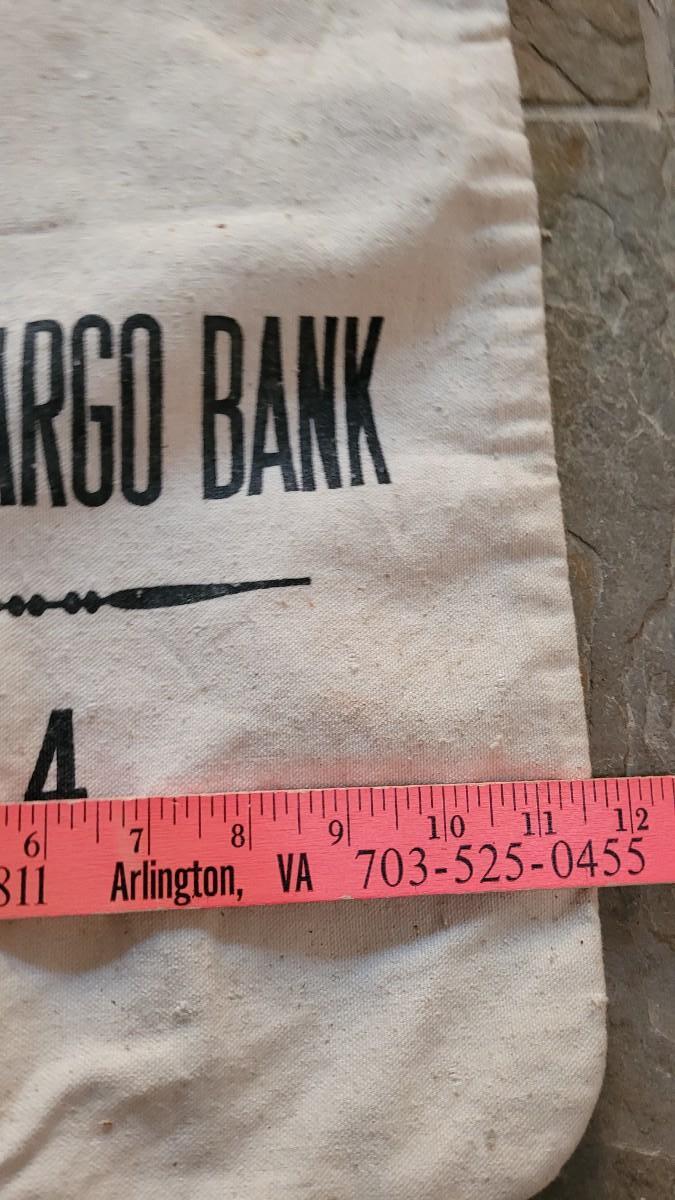 ARGO BANK
4
6 7 8 9 10 11 12
811 Arlington, VA 703-525-0455